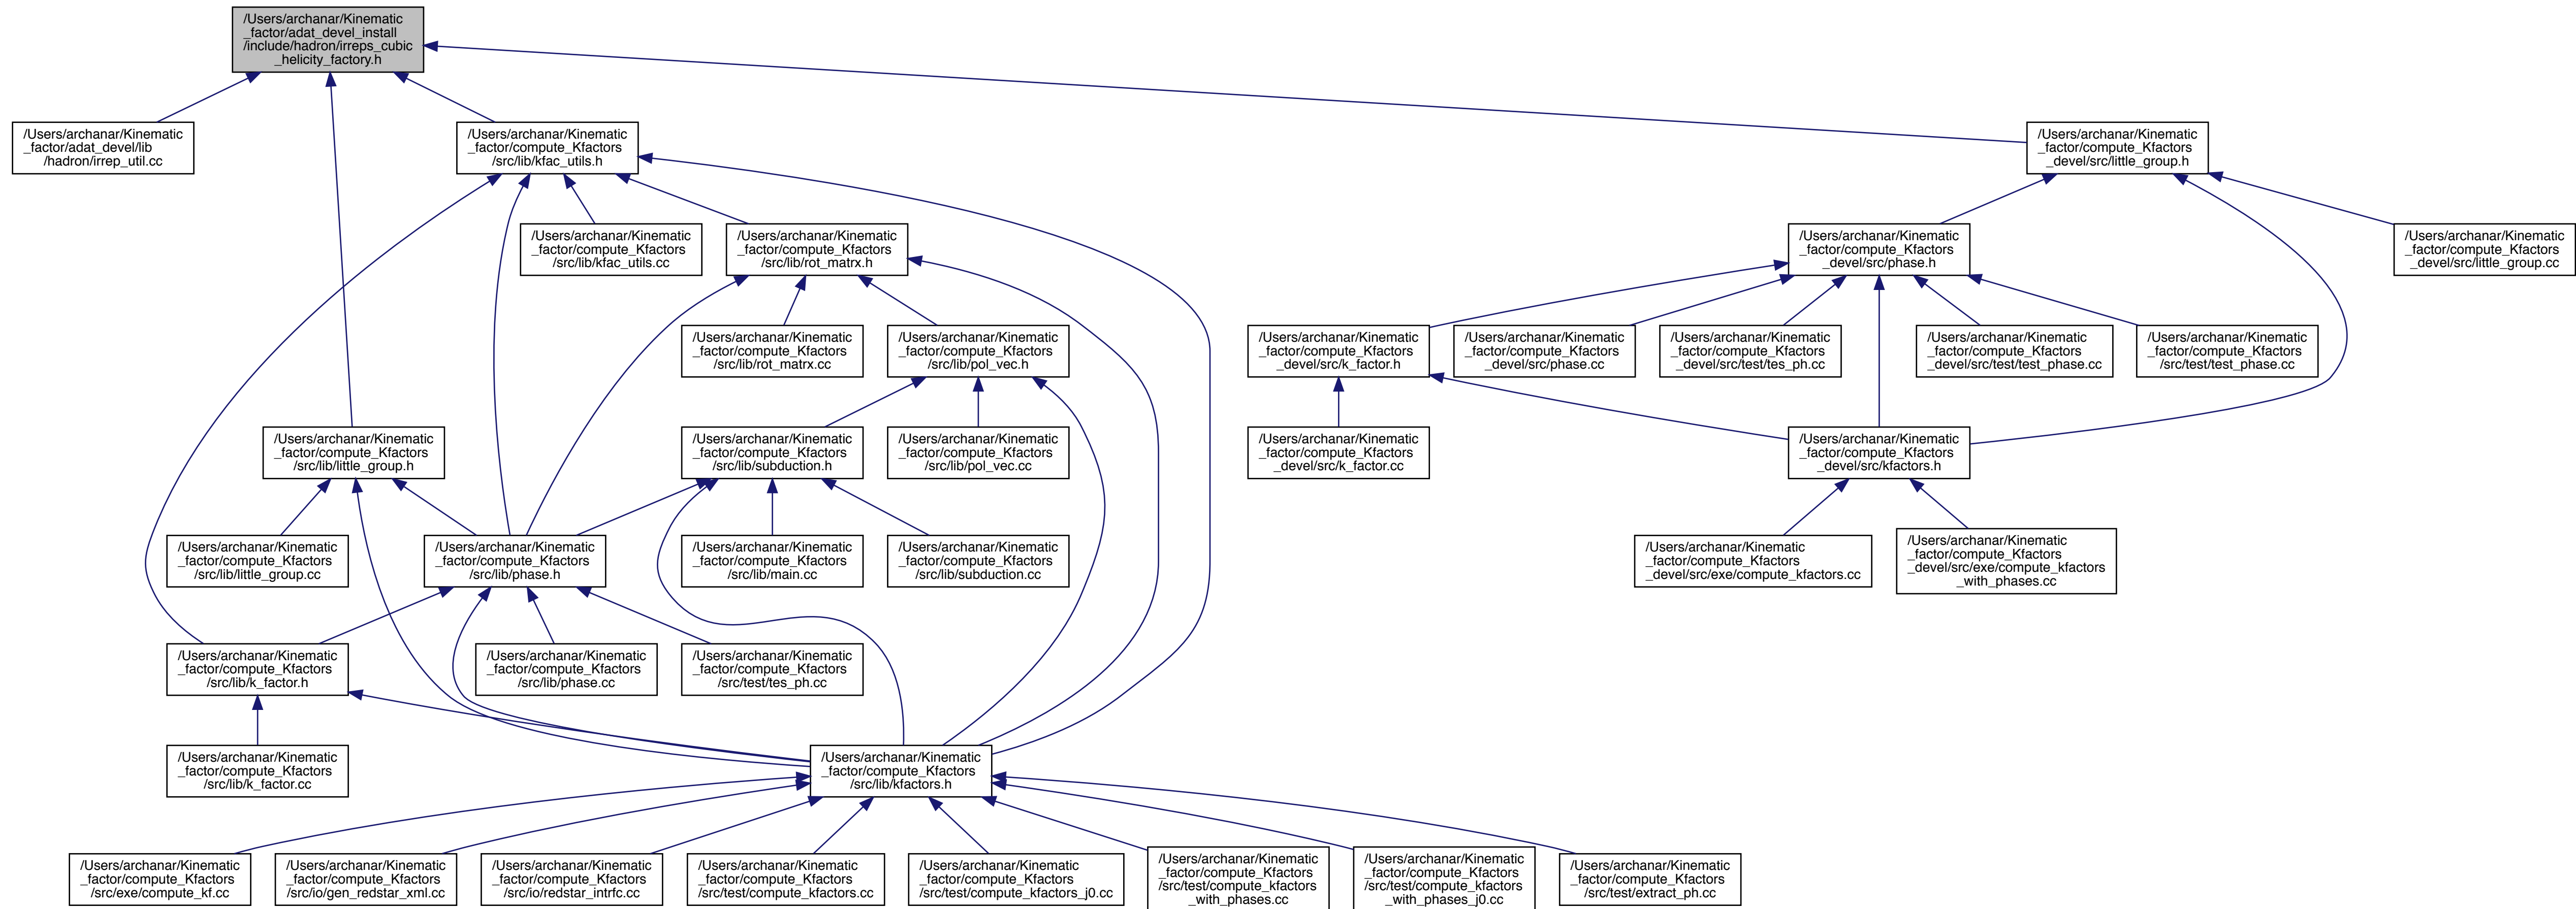 /Users/archanar/Kinematic
_factor/adat_devel_install
/include/hadron/irreps_cubic
_helicity_factory.h
/Users/archanar/Kinematic
_factor/adat_devel/lib
/hadron/irrep_util.cc
/Users/archanar/Kinematic
_factor/compute_Kfactors
/src/lib/kfac_utils.h
/Users/archanar/Kinematic
_factor/compute_Kfactors
_devel/src/little_group.h
/Users/archanar/Kinematic
_factor/compute_Kfactors
/src/lib/kfac_utils.cc
/Users/archanar/Kinematic
_factor/compute_Kfactors
/src/lib/rot_matrx.h
/Users/archanar/Kinematic
_factor/compute_Kfactors
_devel/src/phase.h
/Users/archanar/Kinematic
_factor/compute_Kfactors
_devel/src/little_group.cc
/Users/archanar/Kinematic
_factor/compute_Kfactors
/src/lib/rot_matrx.cc
/Users/archanar/Kinematic
_factor/compute_Kfactors
/src/lib/pol_vec.h
/Users/archanar/Kinematic
_factor/compute_Kfactors
_devel/src/k_factor.h
/Users/archanar/Kinematic
_factor/compute_Kfactors
_devel/src/phase.cc
/Users/archanar/Kinematic
_factor/compute_Kfactors
_devel/src/test/tes_ph.cc
/Users/archanar/Kinematic
_factor/compute_Kfactors
_devel/src/test/test_phase.cc
/Users/archanar/Kinematic
_factor/compute_Kfactors
/src/test/test_phase.cc
/Users/archanar/Kinematic
_factor/compute_Kfactors
/src/lib/little_group.h
/Users/archanar/Kinematic
_factor/compute_Kfactors
/src/lib/subduction.h
/Users/archanar/Kinematic
_factor/compute_Kfactors
/src/lib/pol_vec.cc
/Users/archanar/Kinematic
_factor/compute_Kfactors
_devel/src/k_factor.cc
/Users/archanar/Kinematic
_factor/compute_Kfactors
_devel/src/kfactors.h
/Users/archanar/Kinematic
_factor/compute_Kfactors
/src/lib/little_group.cc
/Users/archanar/Kinematic
_factor/compute_Kfactors
/src/lib/phase.h
/Users/archanar/Kinematic
_factor/compute_Kfactors
/src/lib/main.cc
/Users/archanar/Kinematic
_factor/compute_Kfactors
/src/lib/subduction.cc
/Users/archanar/Kinematic
_factor/compute_Kfactors
_devel/src/exe/compute_kfactors.cc
/Users/archanar/Kinematic
_factor/compute_Kfactors
_devel/src/exe/compute_kfactors
_with_phases.cc
/Users/archanar/Kinematic
_factor/compute_Kfactors
/src/lib/k_factor.h
/Users/archanar/Kinematic
_factor/compute_Kfactors
/src/lib/phase.cc
/Users/archanar/Kinematic
_factor/compute_Kfactors
/src/test/tes_ph.cc
/Users/archanar/Kinematic
_factor/compute_Kfactors
/src/lib/k_factor.cc
/Users/archanar/Kinematic
_factor/compute_Kfactors
/src/lib/kfactors.h
/Users/archanar/Kinematic
_factor/compute_Kfactors
/src/exe/compute_kf.cc
/Users/archanar/Kinematic
_factor/compute_Kfactors
/src/io/gen_redstar_xml.cc
/Users/archanar/Kinematic
_factor/compute_Kfactors
/src/io/redstar_intrfc.cc
/Users/archanar/Kinematic
_factor/compute_Kfactors
/src/test/compute_kfactors.cc
/Users/archanar/Kinematic
_factor/compute_Kfactors
/src/test/compute_kfactors_j0.cc
/Users/archanar/Kinematic
_factor/compute_Kfactors
/src/test/compute_kfactors
_with_phases.cc
/Users/archanar/Kinematic
_factor/compute_Kfactors
/src/test/compute_kfactors
_with_phases_j0.cc
/Users/archanar/Kinematic
_factor/compute_Kfactors
/src/test/extract_ph.cc